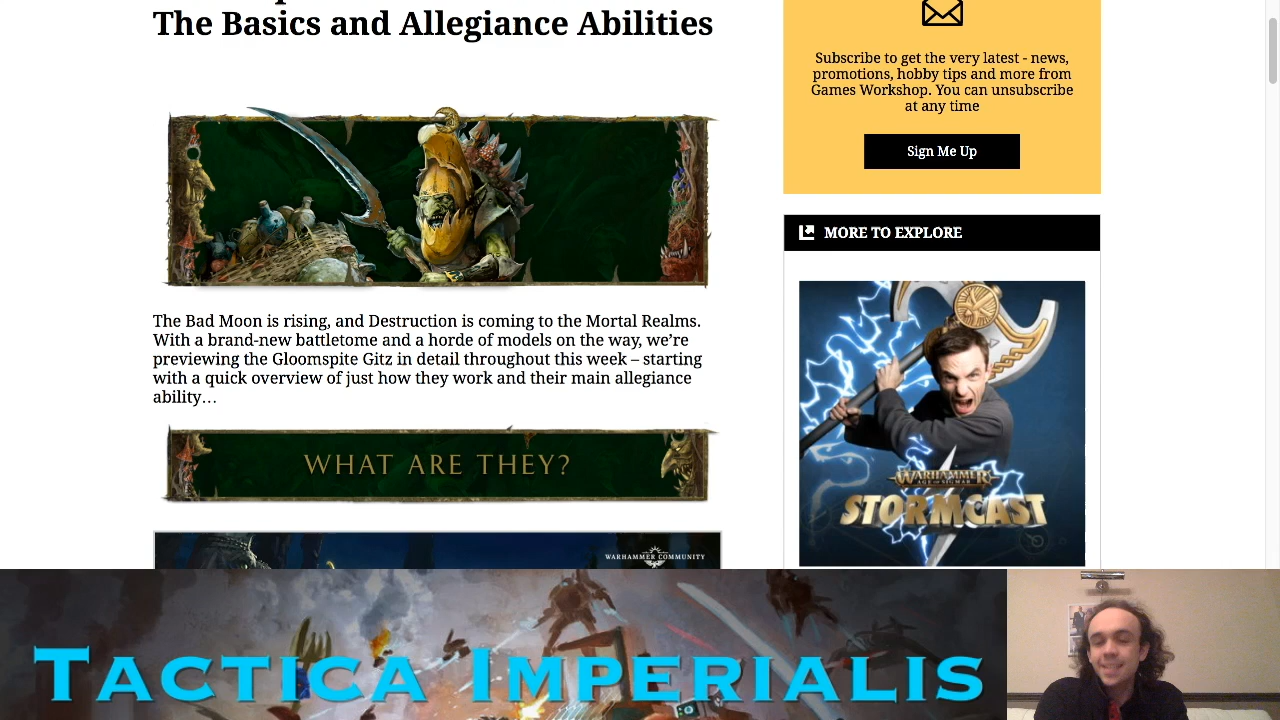 The Basics and Allegiance Abilities
The Bad Moon is rising, and Destruction is coming to the Mortal Realms.
With a brand-new battletome and a horde of models on the way, we're
previewing the Gloomspite Gitz in detail throughout this week – starting
with a quick overview of just how they work and their main allegiance
ability…
WHAT ARE THEY?
WARHAMMER COMMUNITY
Subscribe to get the very latest - news,
promotions, hobby tips and more from
Games Workshop. You can unsubscribe
at any time
Sign Me Up
MORE TO EXPLORE
WARHAMMER
AGE OF SIGMAR
STORMCAST
TACTICA IMPERIALIS